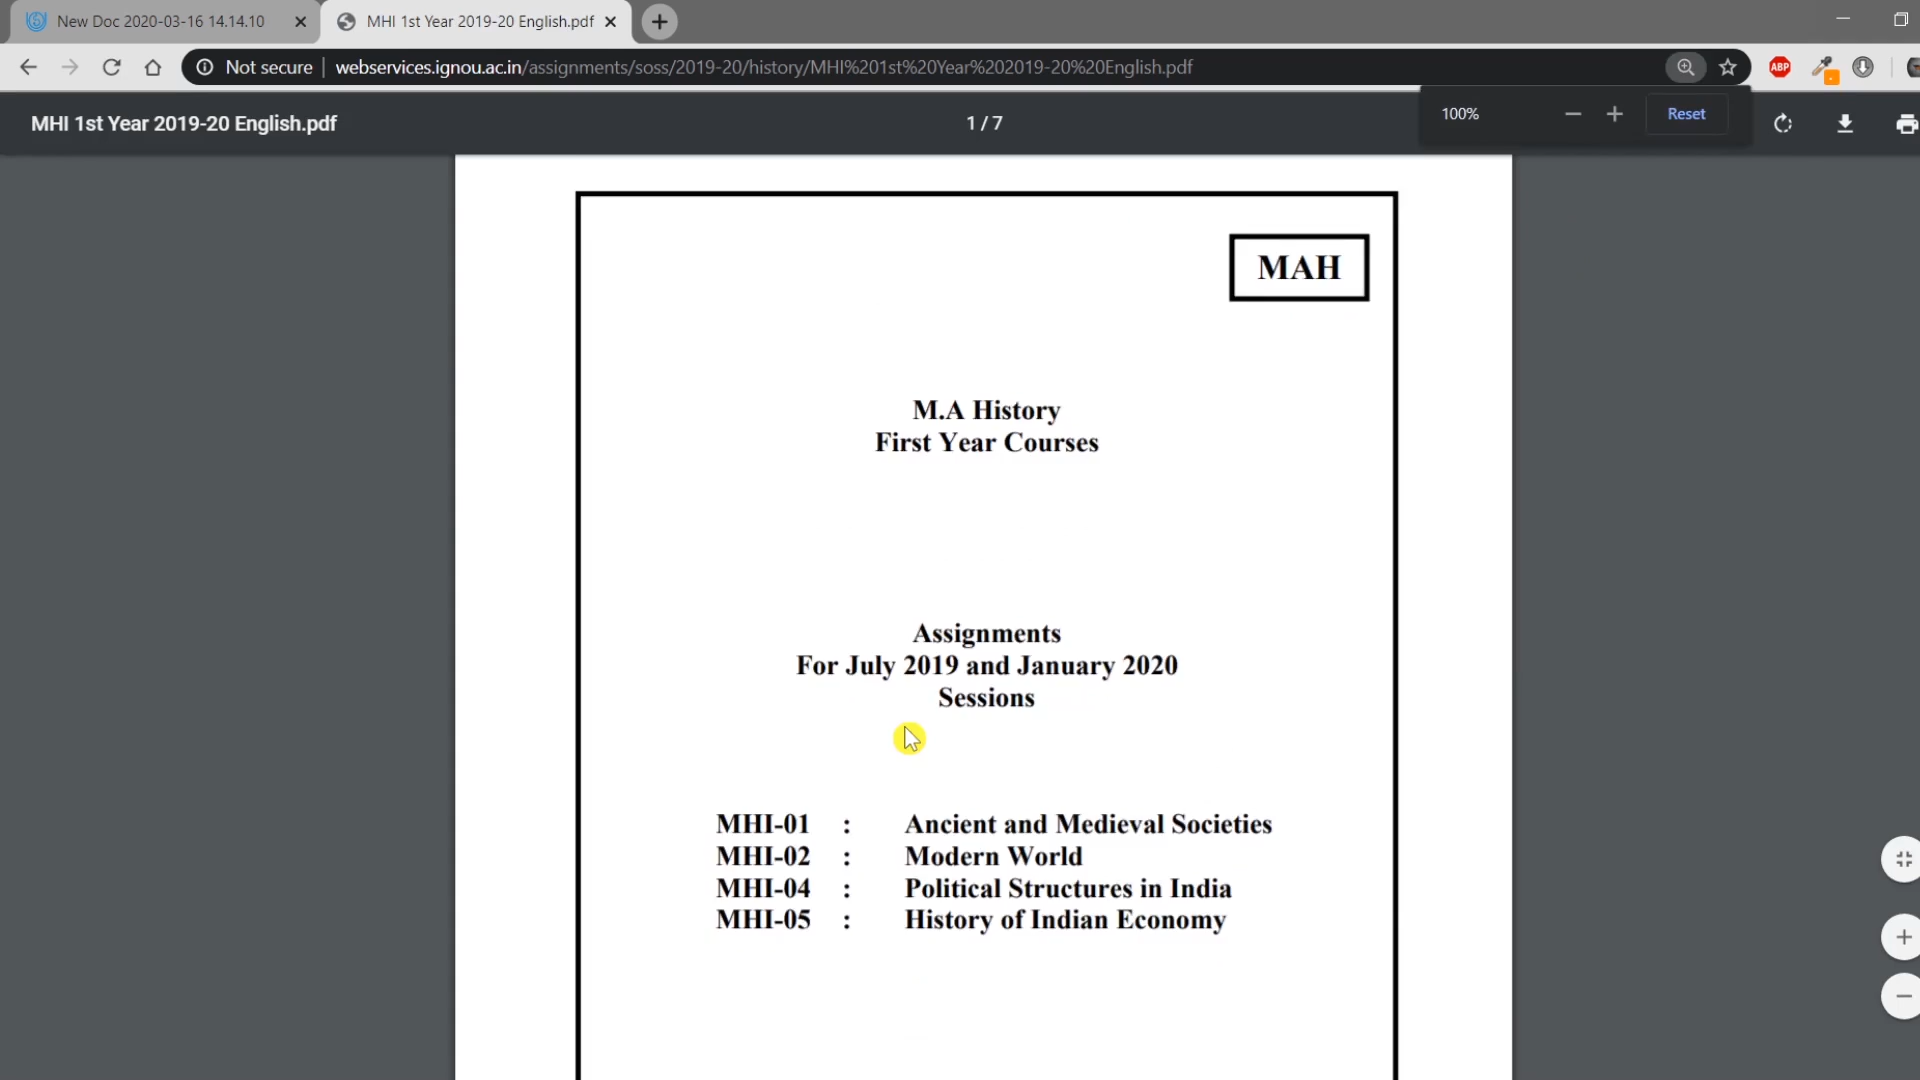 New Doc 2020-03-16 14.14.10
MHI 1st Year 2019-20 English.pdf
Not secure | webservices.ignou.ac.in/assignments/soss/2019-20/history/MHI%201st%20Year%202019-20%20English.pdf
ABP
MHI 1st Year 2019-20 English.pdf
1 / 7
100%
Reset
MAH
M.A History
First Year Courses
Assignments
For July 2019 and January 2020
Sessions
MHI-01 : Ancient and Medieval Societies
MHI-02 : Modern World
MHI-04 : Political Structures in India
MHI-05 : History of Indian Economy